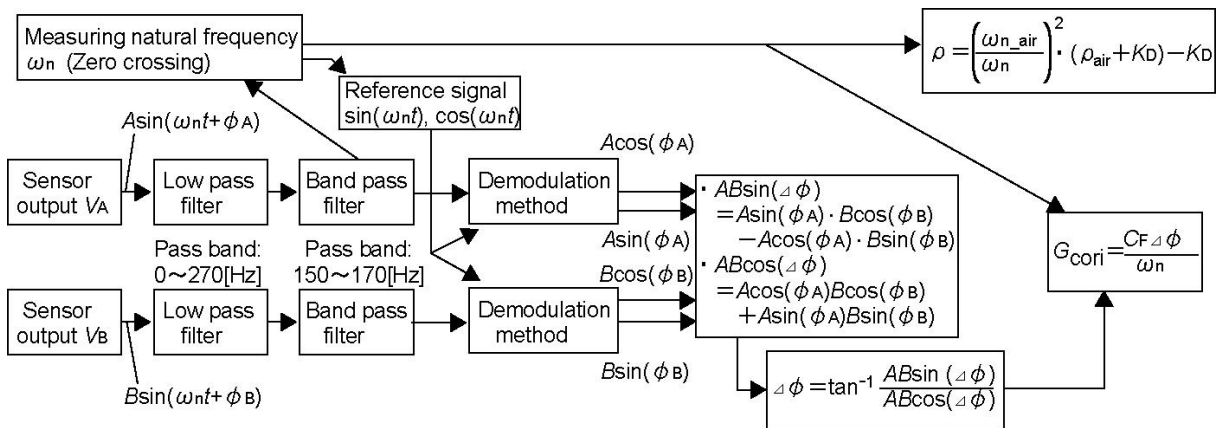 Measuring natural frequency
ωn (Zero crossing)
ρ = (ωn_air / ωn)² · (ρair + KD) − KD
Reference signal
sin(ωnt), cos(ωnt)
Asin(ωnt+ϕA)
Sensor
output VA
Low pass
filter
Band pass
filter
Demodulation
method
Acos(ϕA)
Asin(ϕA)
Pass band:
0～270[Hz]
Pass band:
150～170[Hz]
Sensor
output VB
Low pass
filter
Band pass
filter
Demodulation
method
Bcos(ϕB)
Bsin(ϕB)
Bsin(ωnt+ϕB)
· ABsin(⊿ϕ)
=Asin(ϕA)·Bcos(ϕB)
−Acos(ϕA)·Bsin(ϕB)
· ABcos(⊿ϕ)
=Acos(ϕA)Bcos(ϕB)
+Asin(ϕA)Bsin(ϕB)
⊿ϕ=tan⁻¹ ABsin(⊿ϕ) / ABcos(⊿ϕ)
Gcori = CF⊿ϕ / ωn